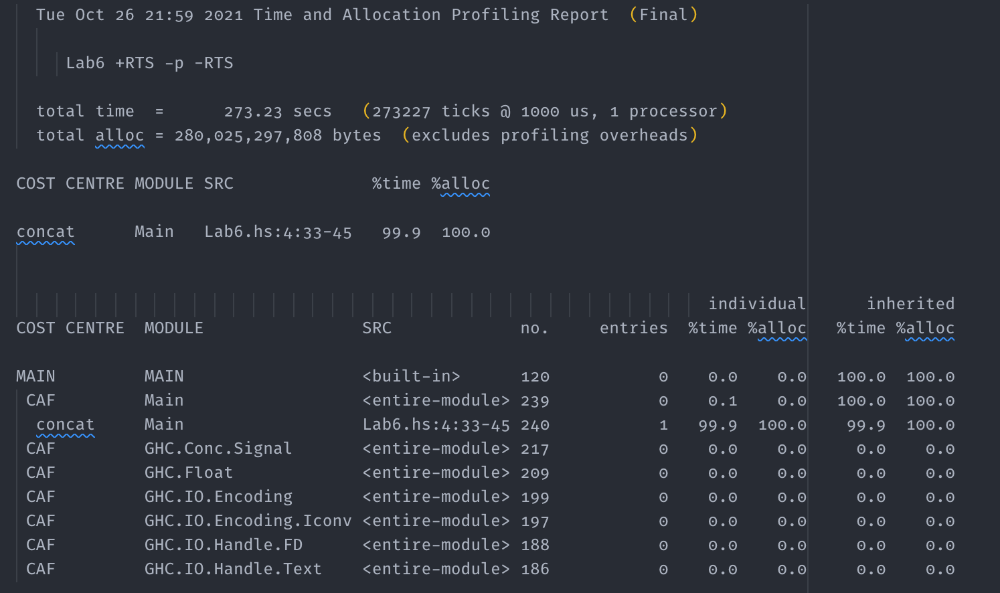 Tue Oct 26 21:59 2021 Time and Allocation Profiling Report  (Final)
Lab6 +RTS -p -RTS
total time  =      273.23 secs   (273227 ticks @ 1000 us, 1 processor)
total alloc = 280,025,297,808 bytes  (excludes profiling overheads)
COST CENTRE MODULE SRC              %time %alloc
concat      Main   Lab6.hs:4:33-45   99.9  100.0
individual      inherited
COST CENTRE  MODULE                SRC             no.     entries  %time %alloc   %time %alloc
MAIN         MAIN                  <built-in>      120           0    0.0    0.0   100.0  100.0
CAF         Main                  <entire-module> 239           0    0.1    0.0   100.0  100.0
concat     Main                  Lab6.hs:4:33-45 240           1   99.9  100.0    99.9  100.0
CAF         GHC.Conc.Signal       <entire-module> 217           0    0.0    0.0     0.0    0.0
CAF         GHC.Float             <entire-module> 209           0    0.0    0.0     0.0    0.0
CAF         GHC.IO.Encoding       <entire-module> 199           0    0.0    0.0     0.0    0.0
CAF         GHC.IO.Encoding.Iconv <entire-module> 197           0    0.0    0.0     0.0    0.0
CAF         GHC.IO.Handle.FD      <entire-module> 188           0    0.0    0.0     0.0    0.0
CAF         GHC.IO.Handle.Text    <entire-module> 186           0    0.0    0.0     0.0    0.0